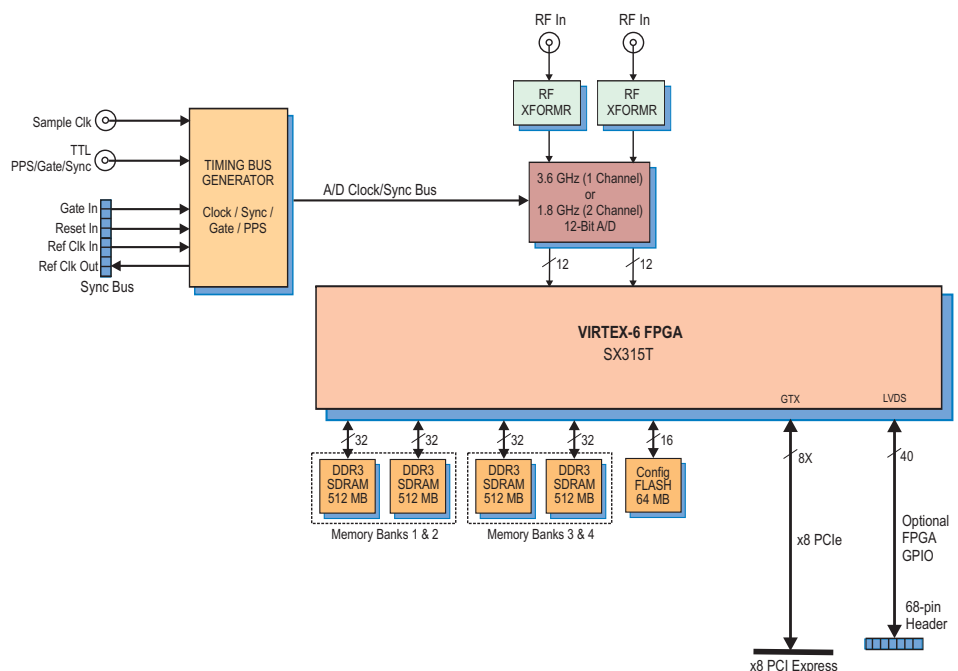 RF In
RF In
RF
XFORMR
RF
XFORMR
Sample Clk
TTL
PPS/Gate/Sync
Gate In
Reset In
Ref Clk In
Ref Clk Out
Sync Bus
TIMING BUS
GENERATOR
Clock / Sync /
Gate / PPS
A/D Clock/Sync Bus
3.6 GHz (1 Channel)
or
1.8 GHz (2 Channel)
12-Bit A/D
12
12
VIRTEX-6 FPGA
SX315T
GTX
LVDS
32
32
32
32
16
8X
40
DDR3
SDRAM
512 MB
DDR3
SDRAM
512 MB
DDR3
SDRAM
512 MB
DDR3
SDRAM
512 MB
Config
FLASH
64 MB
Memory Banks 1 & 2
Memory Banks 3 & 4
x8 PCIe
Optional
FPGA
GPIO
68-pin
Header
x8 PCI Express